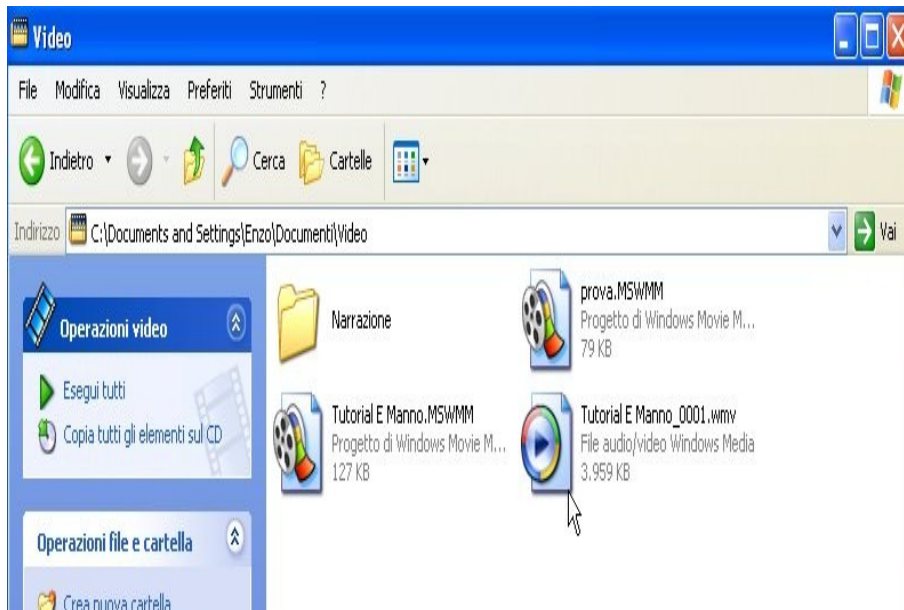 Video
File Modifica Visualizza Preferiti Strumenti ?
Indietro Cerca Cartelle
Indirizzo C:\Documents and Settings\Enzo\Documenti\Video Vai
Operazioni video
Esegui tutti
Copia tutti gli elementi sul CD
Operazioni file e cartella
Crea nuova cartella
Narrazione
prova.MSWMM
Progetto di Windows Movie M...
79 KB
Tutorial E Manno.MSWMM
Progetto di Windows Movie M...
127 KB
Tutorial E Manno_0001.wmv
File audio/video Windows Media
3.959 KB